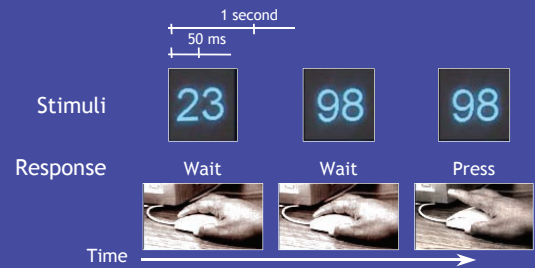 1 second
50 ms
Stimuli 23 98 98
Response Wait Wait Press
Time